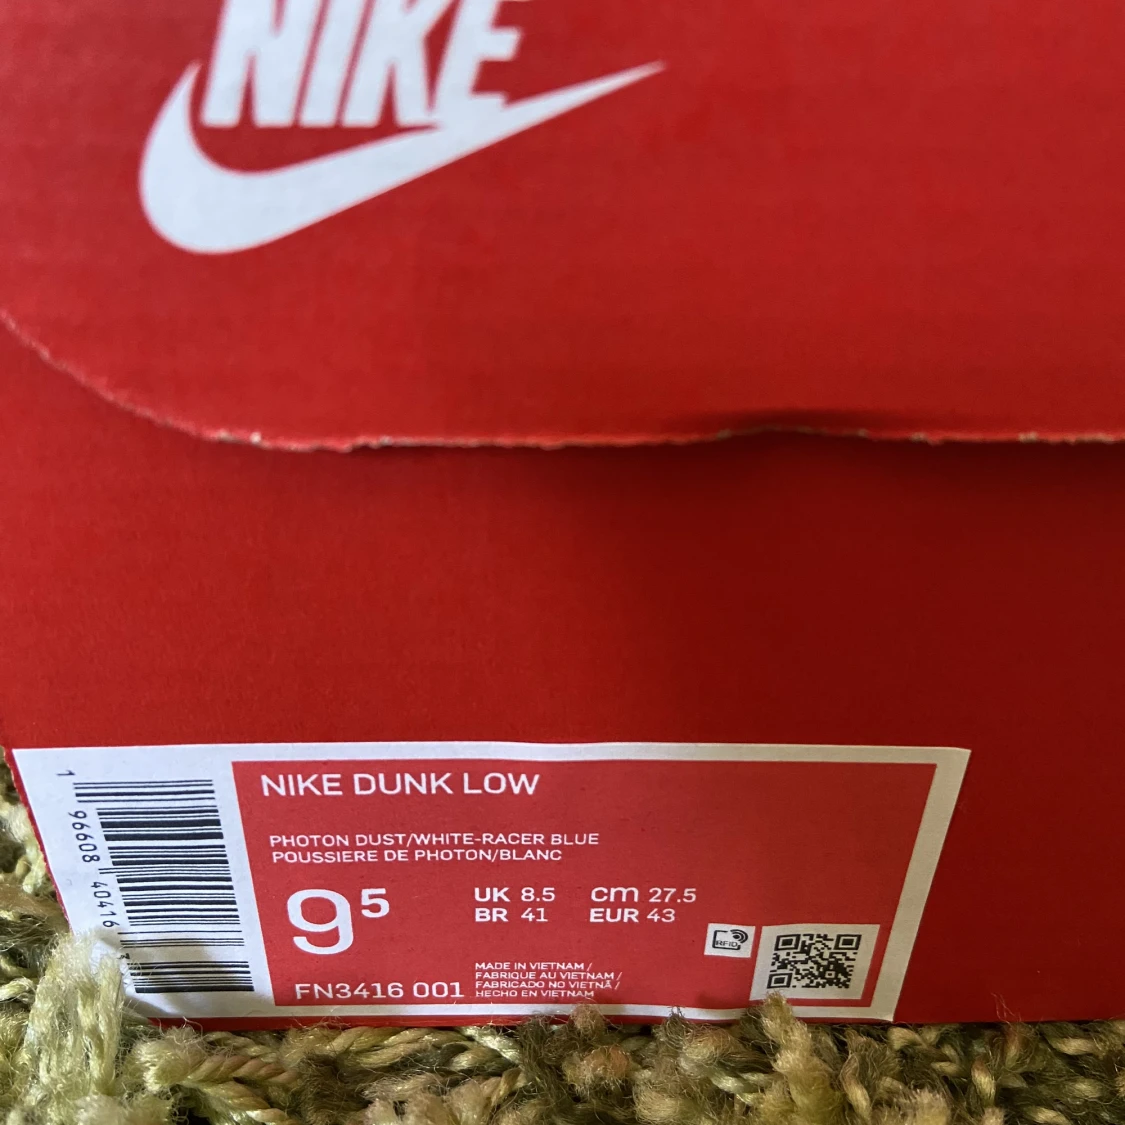 NIKE
NIKE DUNK LOW
PHOTON DUST/WHITE-RACER BLUE
POUSSIERE DE PHOTON/BLANC
9⁵
UK 8.5 cm 27.5
BR 41 EUR 43
RFID
FN3416 001
MADE IN VIETNAM /
FABRIQUE AU VIETNAM /
FABRICADO NO VIETNÃ /
HECHO EN VIETNAM
1 96608 40416